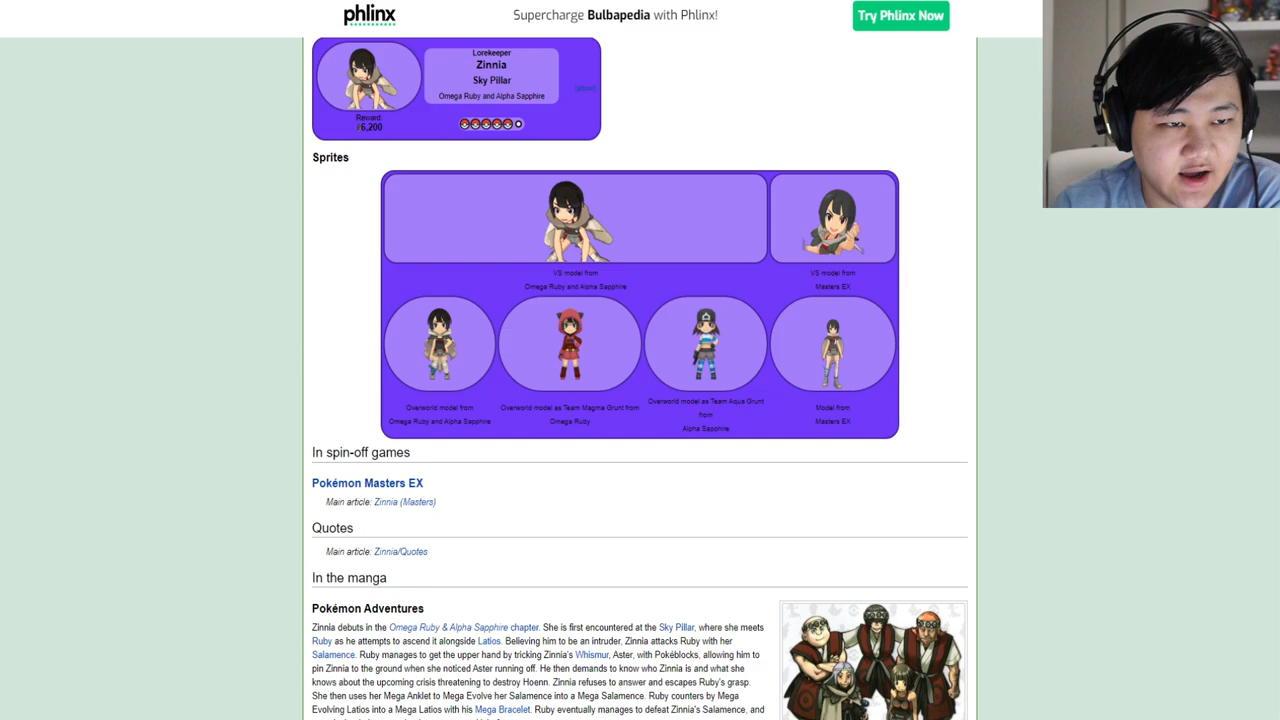 phlinx
Supercharge Bulbapedia with Phlinx!
Try Phlinx Now
Lorekeeper
Zinnia
Sky Pillar
Omega Ruby and Alpha Sapphire
Reward:
6,200
Sprites
VS model from
Omega Ruby and Alpha Sapphire
VS model from
Masters EX
Overworld model from
Omega Ruby and Alpha Sapphire
Overworld model as Team Magma Grunt from
Omega Ruby
Overworld model as Team Aqua Grunt
from
Alpha Sapphire
Model from
Masters EX
In spin-off games
Pokémon Masters EX
Main article: Zinnia (Masters)
Quotes
Main article: Zinnia/Quotes
In the manga
Pokémon Adventures
Zinnia debuts in the Omega Ruby & Alpha Sapphire chapter. She is first encountered at the Sky Pillar, where she meets
Ruby as he attempts to ascend it alongside Latios. Believing him to be an intruder, Zinnia attacks Ruby with her
Salamence. Ruby manages to get the upper hand by tricking Zinnia's Whismur, Aster, with Pokéblocks, allowing him to
pin Zinnia to the ground when she noticed Aster running off. He then demands to know who Zinnia is and what she
knows about the upcoming crisis threatening to destroy Hoenn. Zinnia refuses to answer and escapes Ruby's grasp.
She then uses her Mega Anklet to Mega Evolve her Salamence into a Mega Salamence. Ruby counters by Mega
Evolving Latios into a Mega Latios with his Mega Bracelet. Ruby eventually manages to defeat Zinnia's Salamence, and